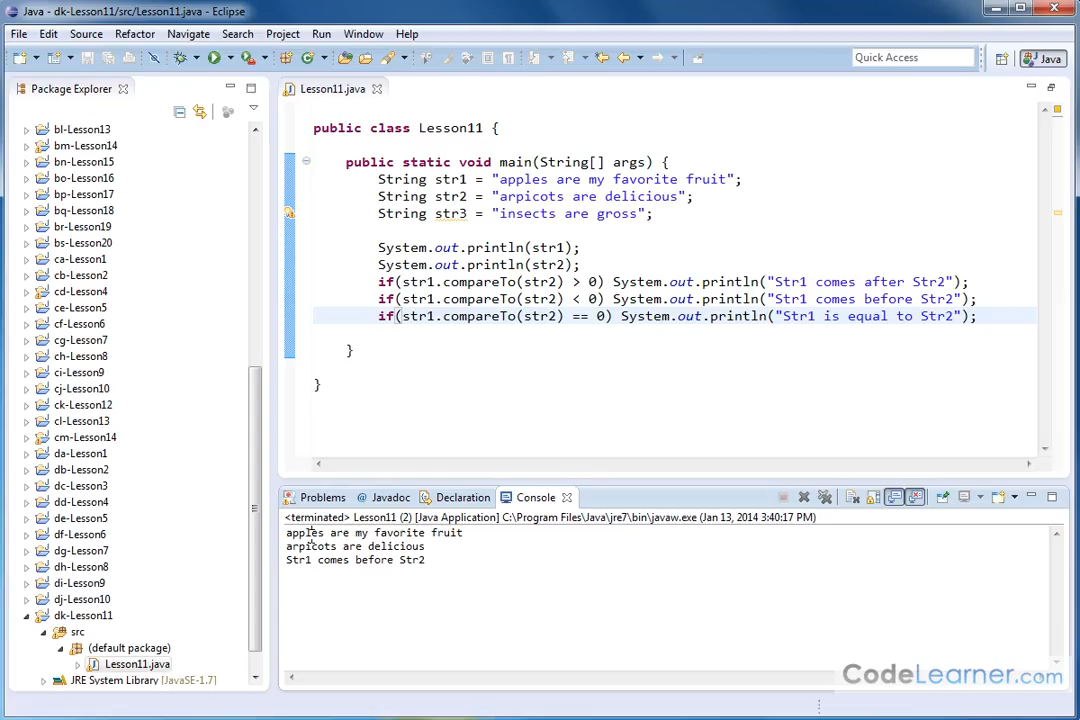 Java - dk-Lesson11/src/Lesson11.java - Eclipse
File Edit Source Refactor Navigate Search Project Run Window Help
Quick Access
Java
Package Explorer
bl-Lesson13
bm-Lesson14
bn-Lesson15
bo-Lesson16
bp-Lesson17
bq-Lesson18
br-Lesson19
bs-Lesson20
ca-Lesson1
cb-Lesson2
cd-Lesson4
ce-Lesson5
cf-Lesson6
cg-Lesson7
ch-Lesson8
ci-Lesson9
cj-Lesson10
ck-Lesson12
cl-Lesson13
cm-Lesson14
da-Lesson1
db-Lesson2
dc-Lesson3
dd-Lesson4
de-Lesson5
df-Lesson6
dg-Lesson7
dh-Lesson8
di-Lesson9
dj-Lesson10
dk-Lesson11
src
(default package)
Lesson11.java
JRE System Library [JavaSE-1.7]
Lesson11.java
public class Lesson11 {
public static void main(String[] args) {
String str1 = "apples are my favorite fruit";
String str2 = "arpicots are delicious";
String str3 = "insects are gross";
System.out.println(str1);
System.out.println(str2);
if(str1.compareTo(str2) > 0) System.out.println("Str1 comes after Str2");
if(str1.compareTo(str2) < 0) System.out.println("Str1 comes before Str2");
if(str1.compareTo(str2) == 0) System.out.println("Str1 is equal to Str2");
}
}
Problems Javadoc Declaration Console
<terminated> Lesson11 (2) [Java Application] C:\Program Files\Java\jre7\bin\javaw.exe (Jan 13, 2014 3:40:17 PM)
apples are my favorite fruit
arpicots are delicious
Str1 comes before Str2
CodeLearner.com